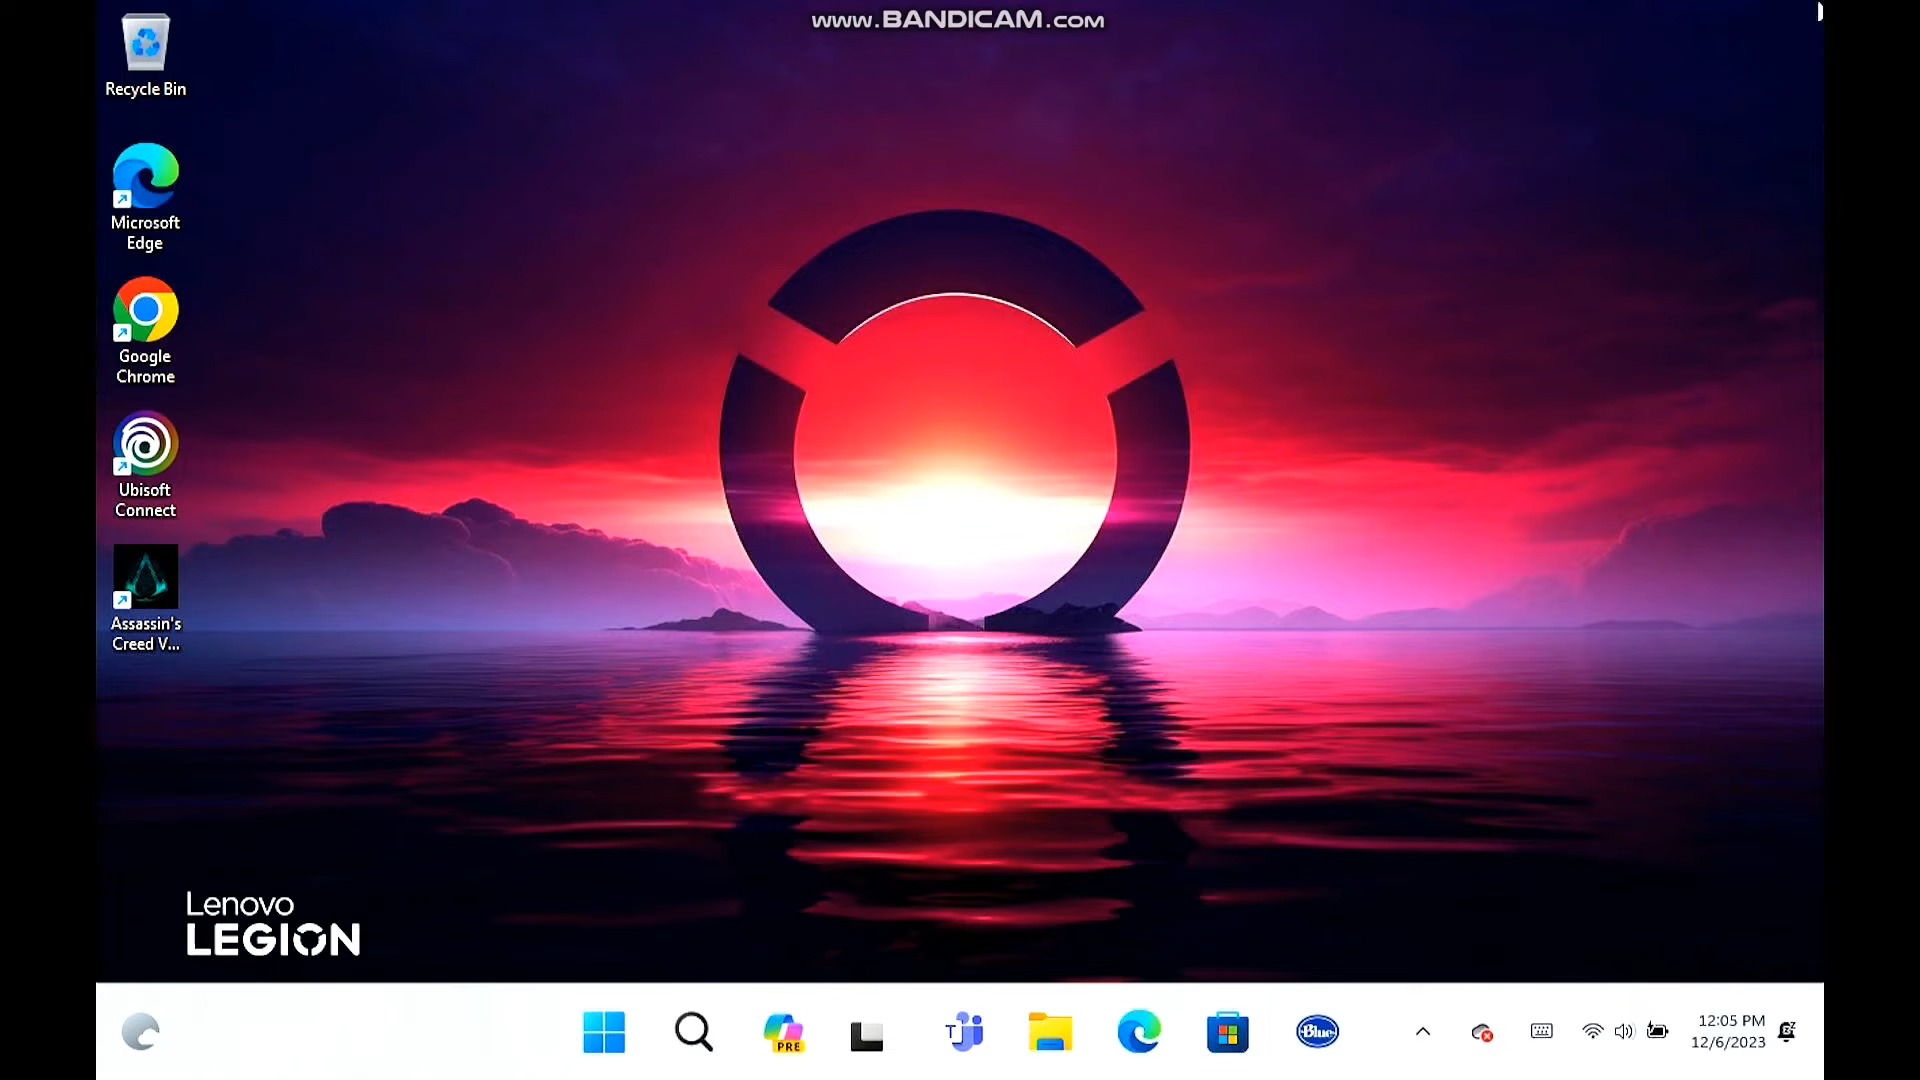 www.BANDICAM.com
Recycle Bin
Microsoft
Edge
Google
Chrome
Ubisoft
Connect
Assassin's
Creed V...
Lenovo
LEGION
PRE
T
Blue
12:05 PM
12/6/2023